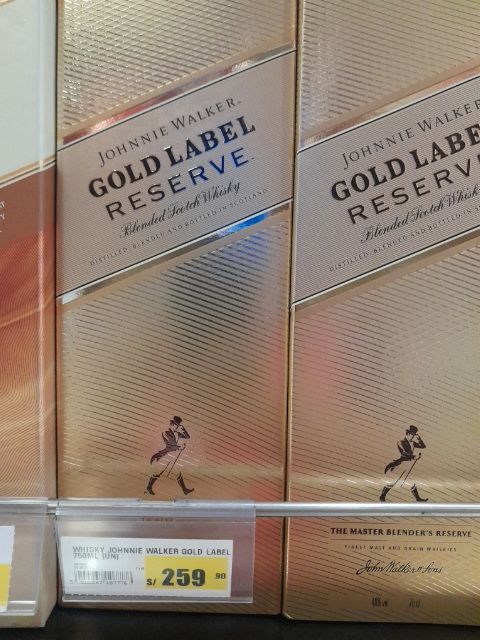 JOHNNIE WALKER.
GOLD LABEL
RESERVE
Blended Scotch Whisky
DISTILLED, BLENDED AND BOTTLED IN SCOTLAND
WHISKY JOHNNIE WALKER GOLD LABEL
750ML (UN)
S/ 259 .90
JOHNNIE WALKER
GOLD LABE
RESERV
Blended Scotch Whisk
DISTILLED, BLENDED AND BOTTLED IN
THE MASTER BLENDER'S RESERVE
FINEST MALT AND GRAIN WHISKIES
John Walker & Sons